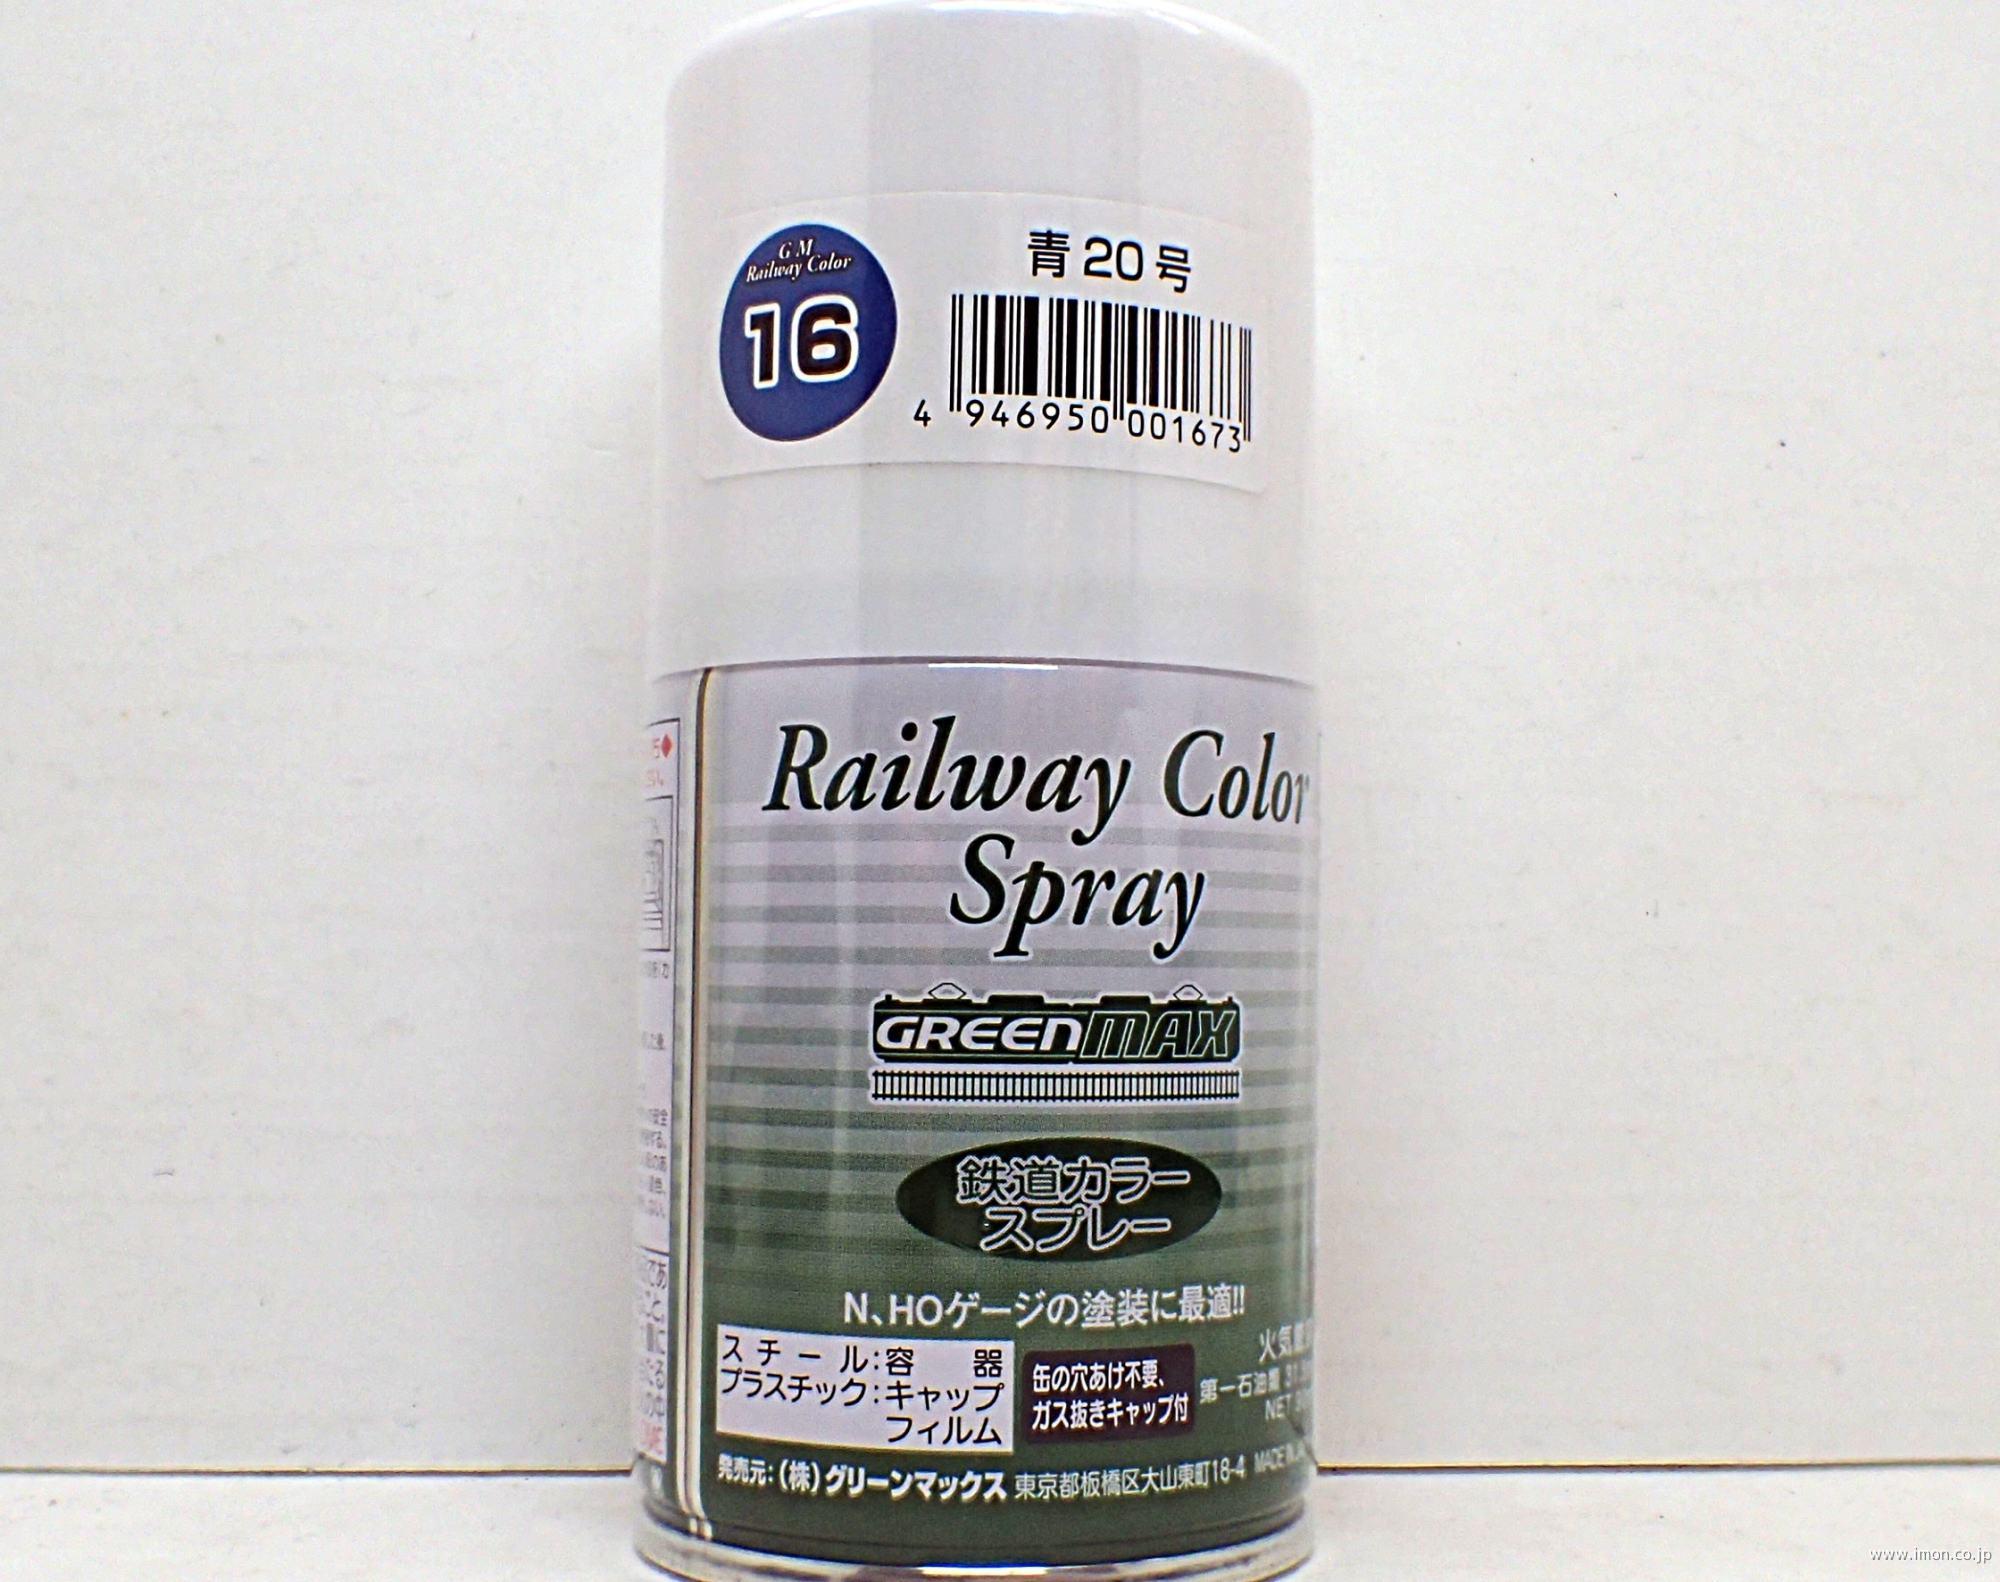 G M
Railway Color
16
青20号
4 946950 001673
Railway Color
Spray
GREENMAX
鉄道カラー
スプレー
N、HOゲージの塗装に最適!!
スチール:容器
プラスチック:キャップ
フィルム
缶の穴あけ不要、
ガス抜きキャップ付
火気
第一石油類
NET
発売元:(株)グリーンマックス 東京都板橋区大山東町18-4 MADE IN
www.imon.co.jp